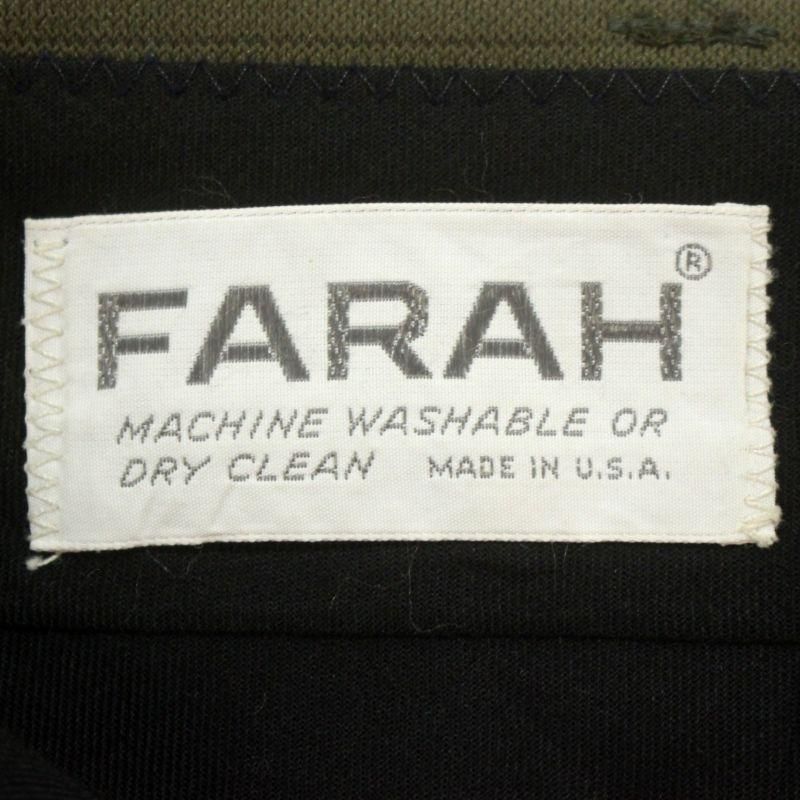 FARAH®
MACHINE WASHABLE OR
DRY CLEAN MADE IN U.S.A.